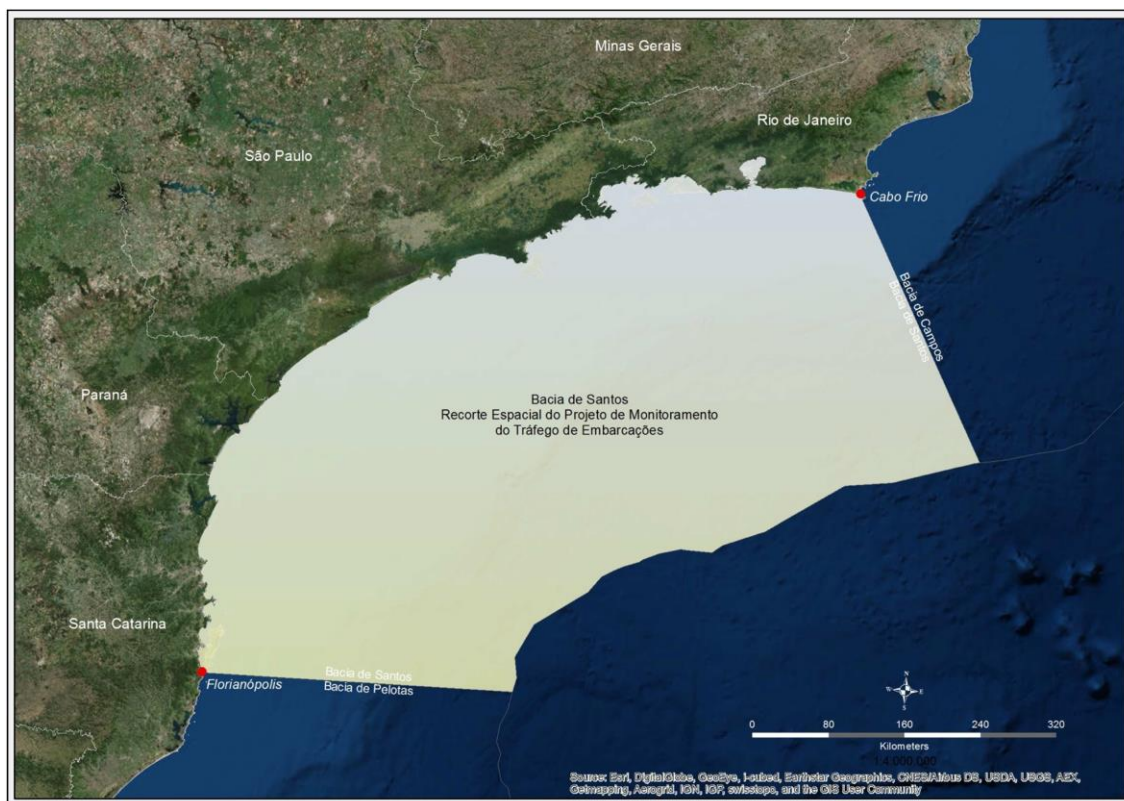 Minas Gerais
Rio de Janeiro
São Paulo
Cabo Frio
Bacia de Campos
Bacia de Santos
Paraná
Bacia de Santos
Recorte Espacial do Projeto de Monitoramento
do Tráfego de Embarcações
Santa Catarina
Florianópolis
Bacia de Santos
Bacia de Pelotas
N
W E
S
0 80 160 240 320
Kilometers
1:4.000.000
Source: Esri, DigitalGlobe, GeoEye, i-cubed, Earthstar Geographics, CNES/Airbus DS, USDA, USGS, AEX,
Getmapping, Aerogrid, IGN, IGP, swisstopo, and the GIS User Community